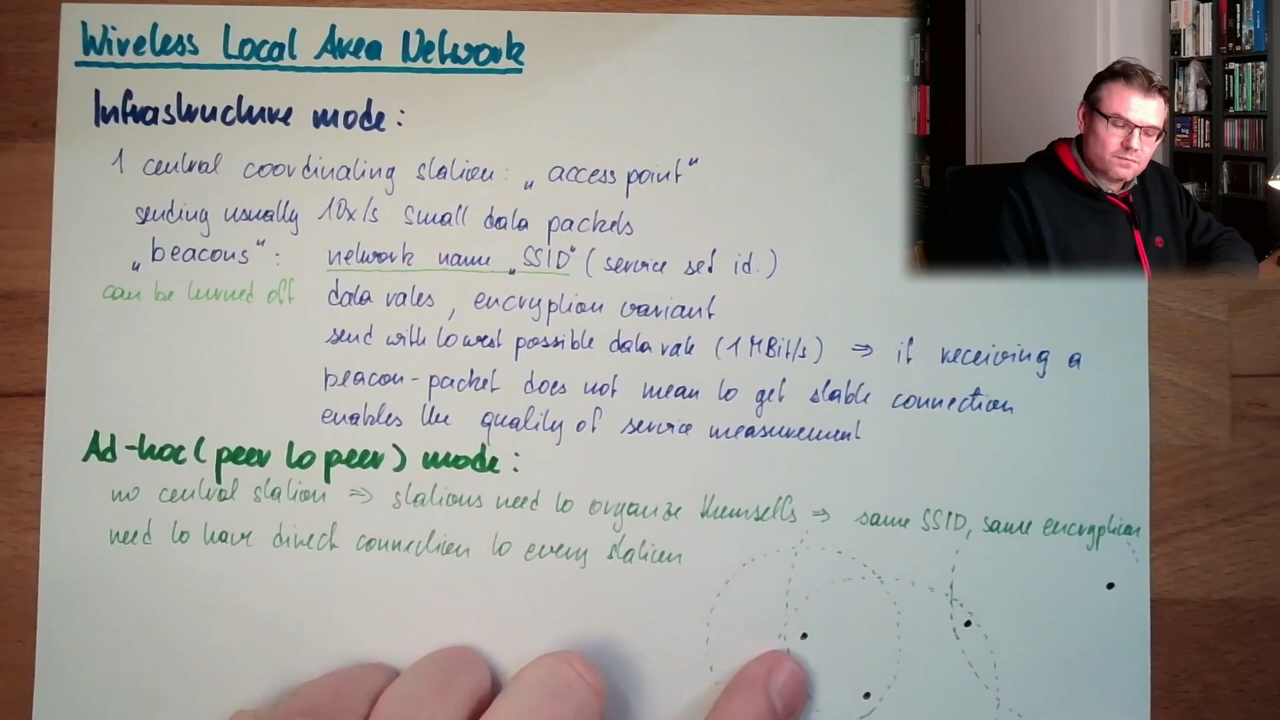 Wireless Local Area Network
Infrastructure mode:
1 central coordinating station: „access point“
sending usually 10x/s small data packets
„beacons“: network name „SSID“ (service set id.)
can be turned off data rates, encryption variant
send with lowest possible data rate (1 MBit/s) ⇒ if receiving a
beacon-packet does not mean to get stable connection
enables the quality of service measurement
Ad-hoc (peer to peer) mode:
no central station ⇒ stations need to organize themselfs ⇒ same SSID, same encryption
need to have direct connection to every station